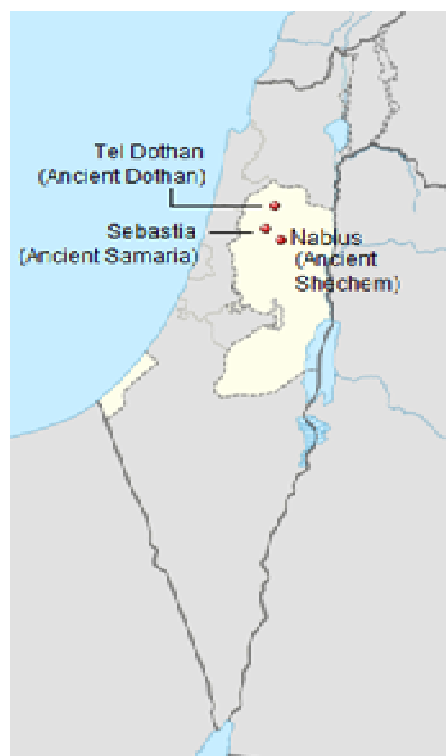 Tel Dothan
(Ancient Dothan)
Sebastia
(Ancient Samaria)
Nablus
(Ancient
Shechem)